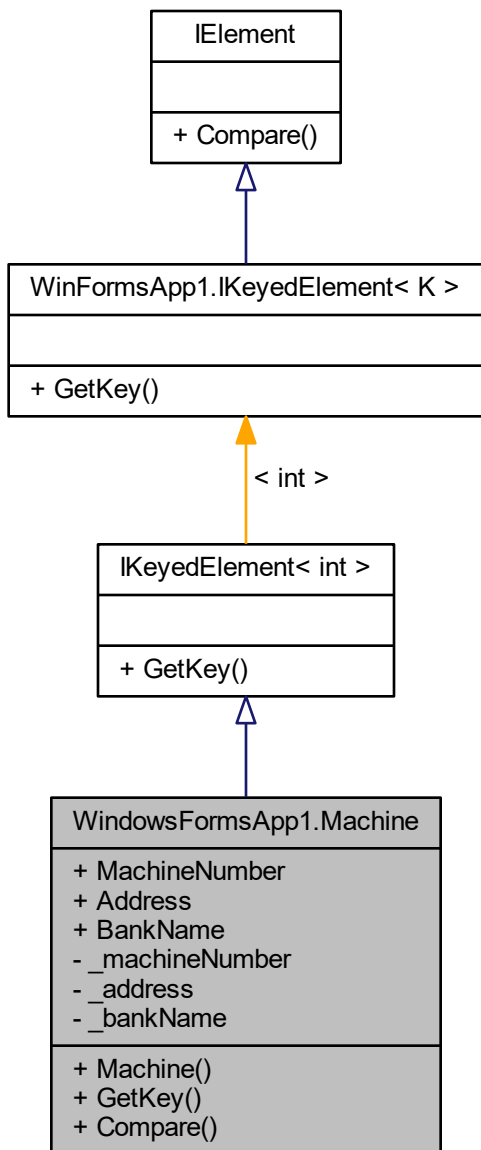 IElement
+ Compare()
WinFormsApp1.IKeyedElement< K >
+ GetKey()
< int >
IKeyedElement< int >
+ GetKey()
WindowsFormsApp1.Machine
+ MachineNumber
+ Address
+ BankName
- _machineNumber
- _address
- _bankName
+ Machine()
+ GetKey()
+ Compare()